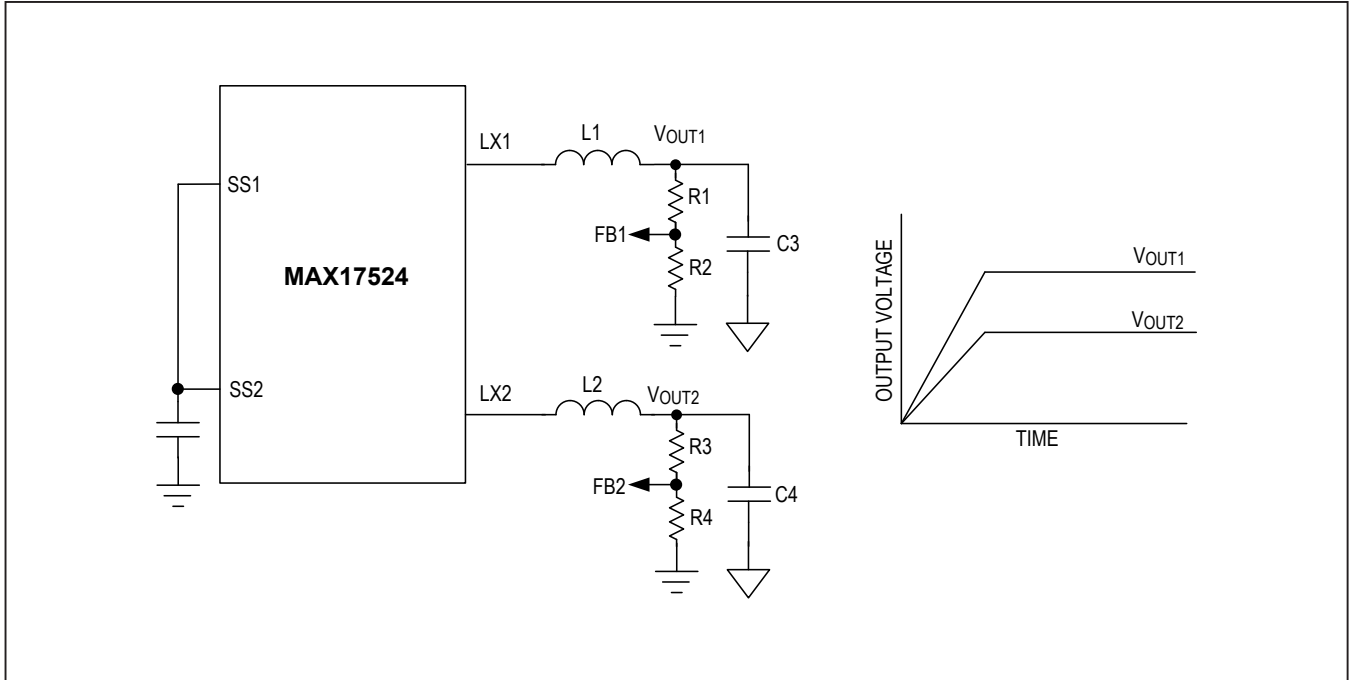 LX1
L1
VOUT1
SS1
R1
FB1
C3
R2
MAX17524
SS2
LX2
L2
VOUT2
R3
FB2
C4
R4
OUTPUT VOLTAGE
VOUT1
VOUT2
TIME